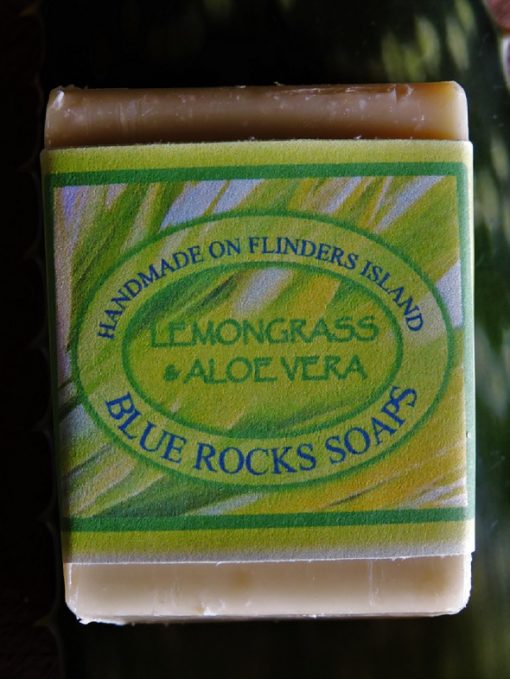 HANDMADE ON FLINDERS ISLAND
LEMONGRASS
& ALOE VERA
BLUE ROCKS SOAPS